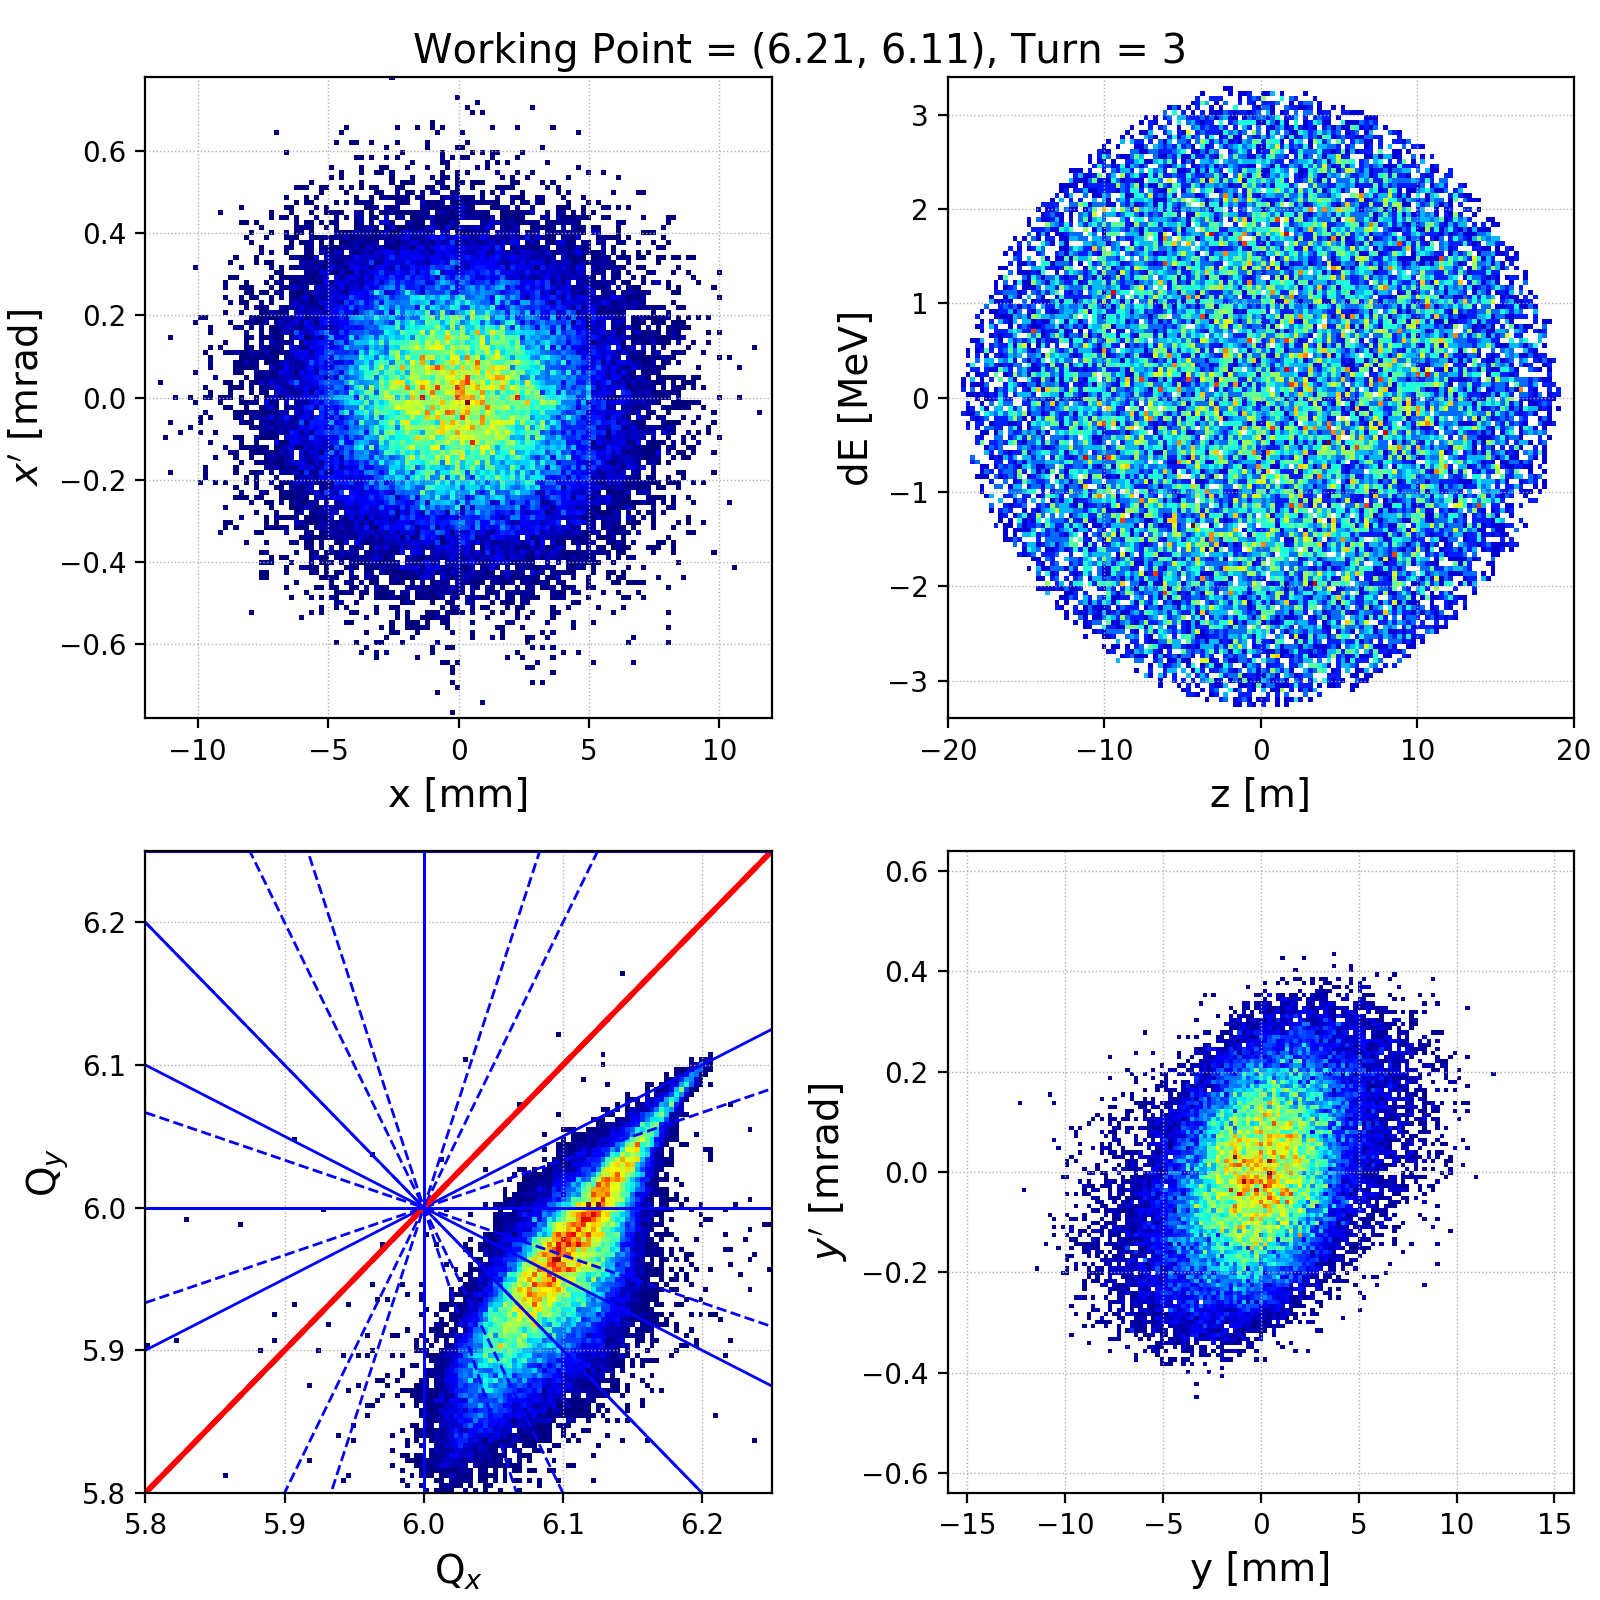 Working Point = (6.21, 6.11), Turn = 3
0.6
0.4
0.2
0.0
−0.2
−0.4
−0.6
x′ [mrad]
−10 −5 0 5 10
x [mm]
3
2
1
0
−1
−2
−3
dE [MeV]
−20 −10 0 10 20
z [m]
6.2
6.1
6.0
5.9
5.8
Qy
5.8 5.9 6.0 6.1 6.2
Qx
0.6
0.4
0.2
0.0
−0.2
−0.4
−0.6
y′ [mrad]
−15 −10 −5 0 5 10 15
y [mm]